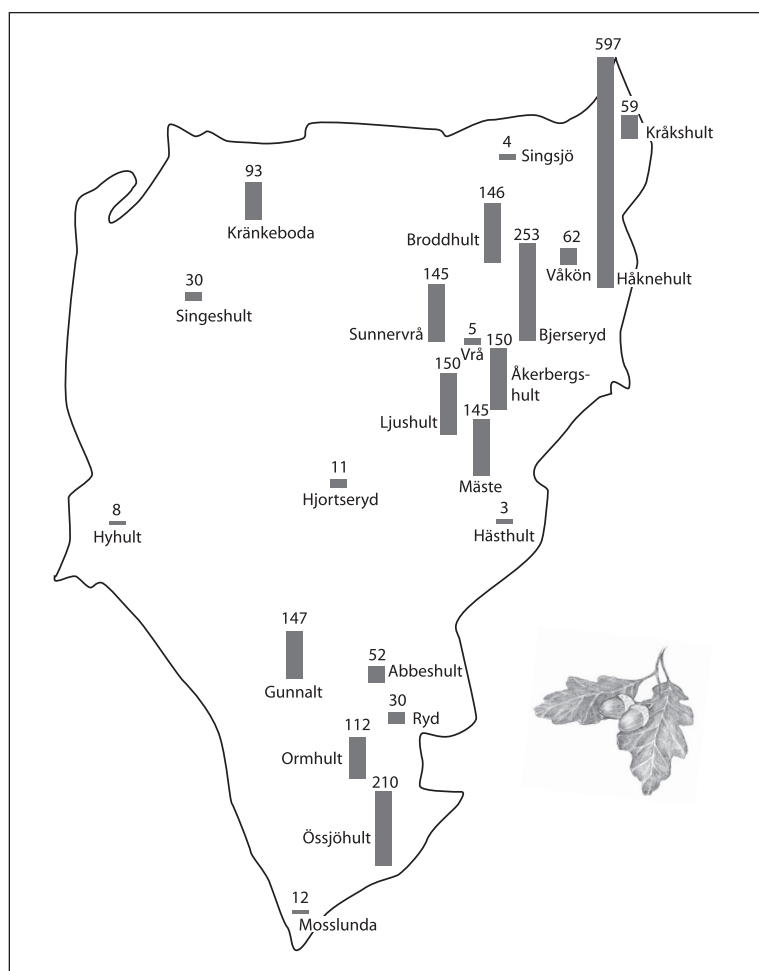 597
59
Kråkshult
4
Singsjö
93
Kränkeboda
146
Broddhult
253
62
Våkön
Håknehult
30
Singeshult
145
Sunnervrå
5
Vrå
Bjerseryd
150
Åkerbergs-
hult
150
Ljushult
145
Mäste
11
Hjortseryd
8
Hyhult
3
Hästhult
147
Gunnalt
52
Abbeshult
30
Ryd
112
Ormhult
210
Össjöhult
12
Mosslunda